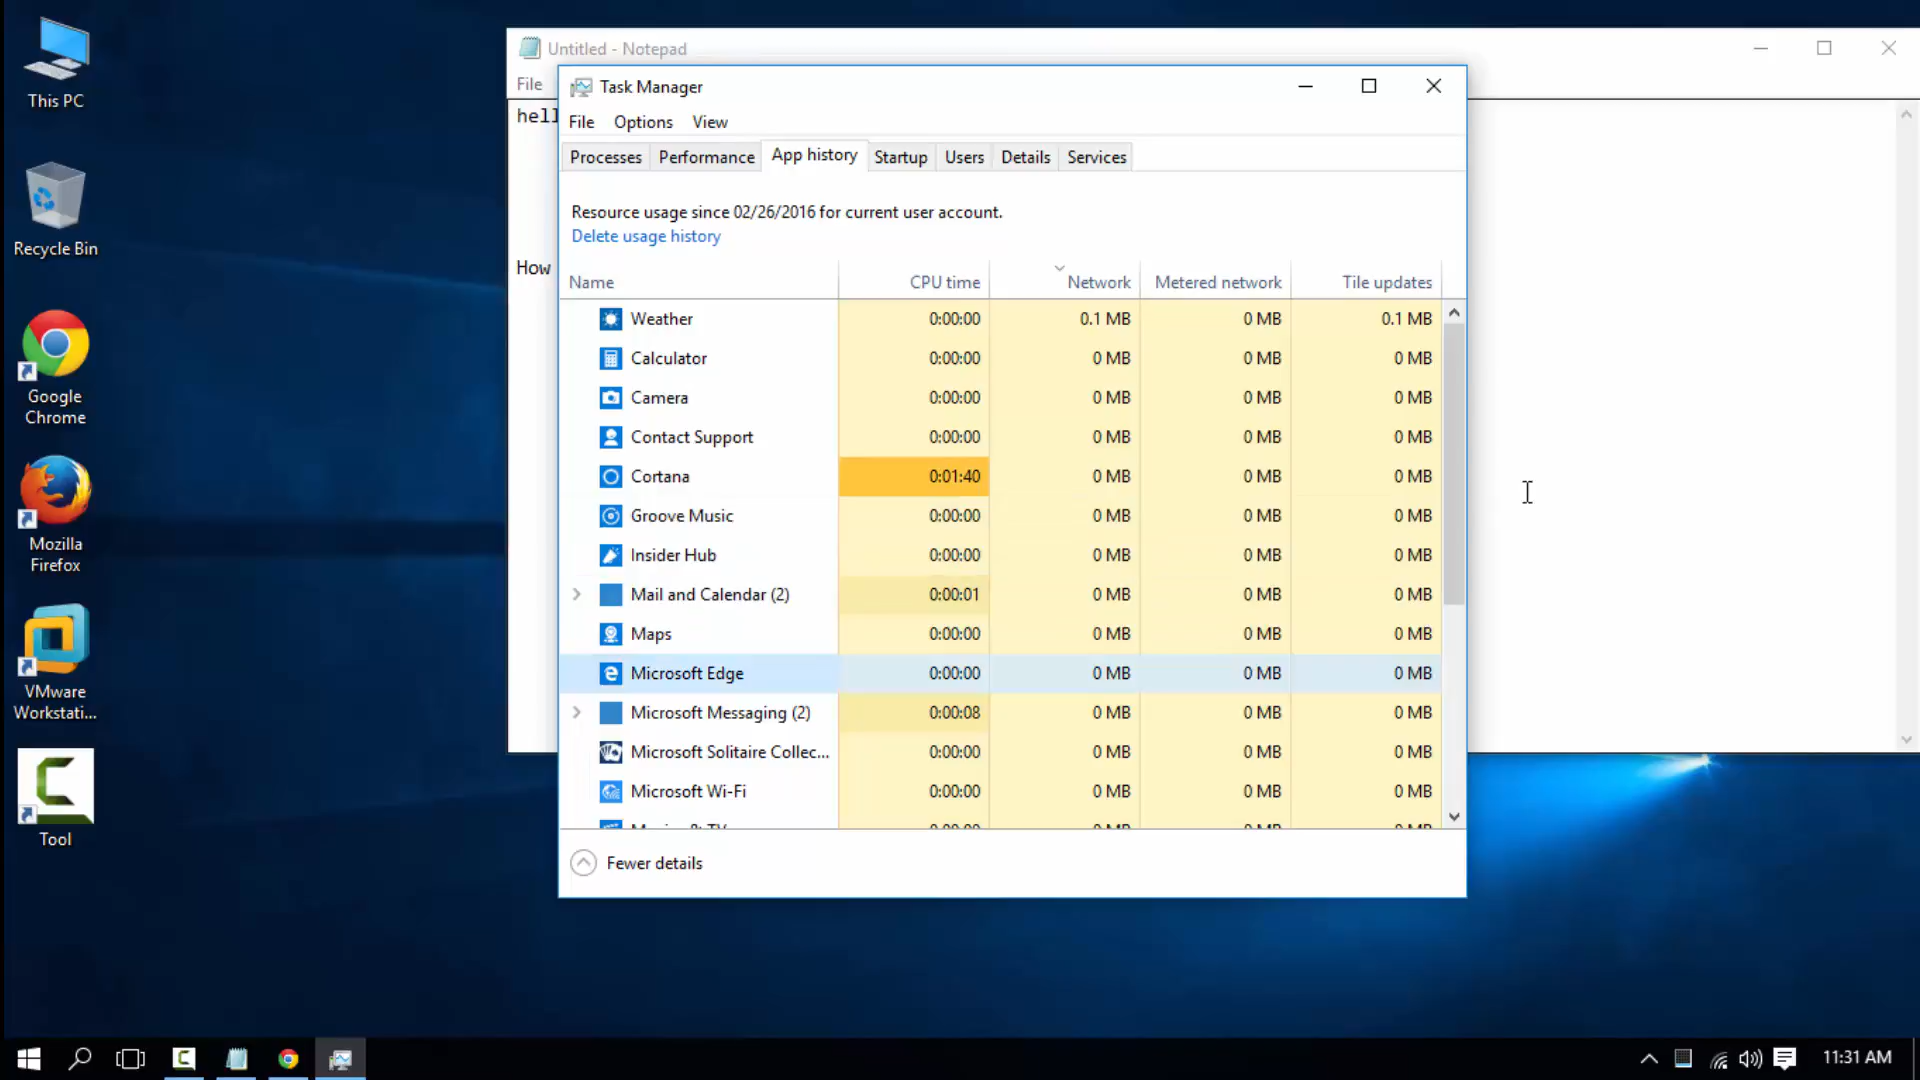 This PC
Recycle Bin
Google
Chrome
Mozilla
Firefox
VMware
Workstati...
Tool
Untitled - Notepad
File
hell
How
Task Manager
File Options View
Processes Performance App history Startup Users Details Services
Resource usage since 02/26/2016 for current user account.
Delete usage history
Name CPU time Network Metered network Tile updates
Weather 0:00:00 0.1 MB 0 MB 0.1 MB
Calculator 0:00:00 0 MB 0 MB 0 MB
Camera 0:00:00 0 MB 0 MB 0 MB
Contact Support 0:00:00 0 MB 0 MB 0 MB
Cortana 0:01:40 0 MB 0 MB 0 MB
Groove Music 0:00:00 0 MB 0 MB 0 MB
Insider Hub 0:00:00 0 MB 0 MB 0 MB
Mail and Calendar (2) 0:00:01 0 MB 0 MB 0 MB
Maps 0:00:00 0 MB 0 MB 0 MB
Microsoft Edge 0:00:00 0 MB 0 MB 0 MB
Microsoft Messaging (2) 0:00:08 0 MB 0 MB 0 MB
Microsoft Solitaire Collec... 0:00:00 0 MB 0 MB 0 MB
Microsoft Wi-Fi 0:00:00 0 MB 0 MB 0 MB
Fewer details
11:31 AM